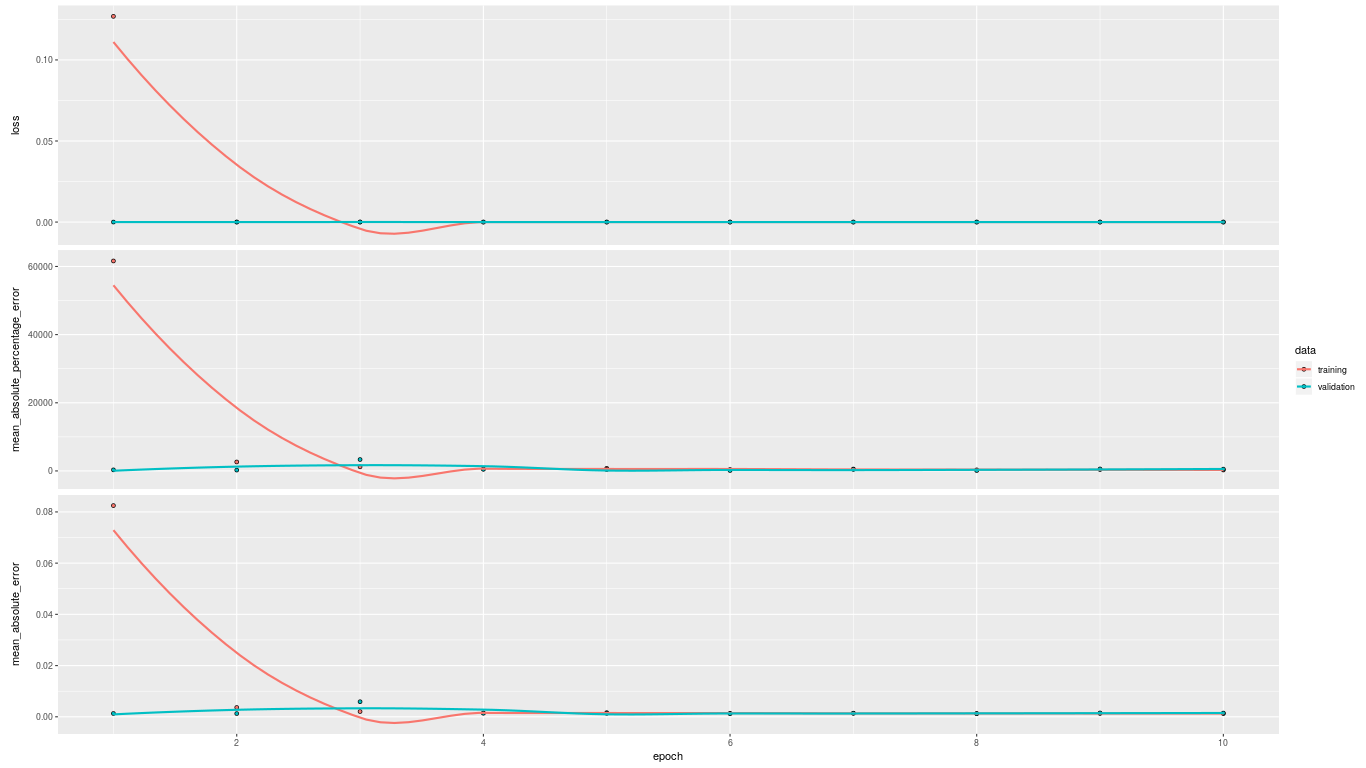 loss
0.10
0.05
0.00
mean_absolute_percentage_error
60000
40000
20000
0
mean_absolute_error
0.08
0.06
0.04
0.02
0.00
2
4
6
8
10
epoch
data
training
validation